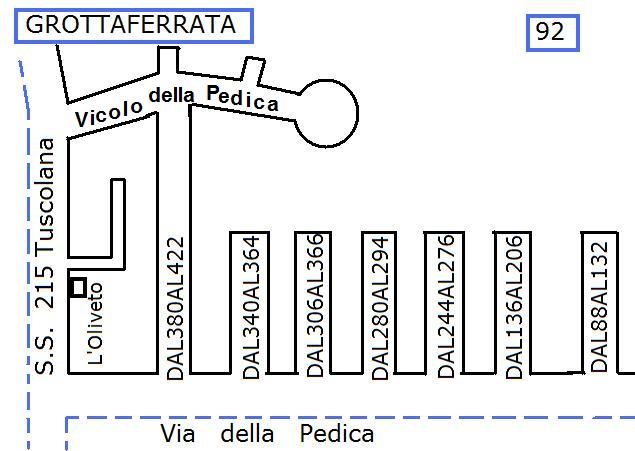 GROTTAFERRATA
92
Vicolo della Pedica
S.S. 215 Tuscolana
L'Oliveto
DAL380AL422
DAL340AL364
DAL306AL366
DAL280AL294
DAL244AL276
DAL136AL206
DAL88AL132
Via della Pedica